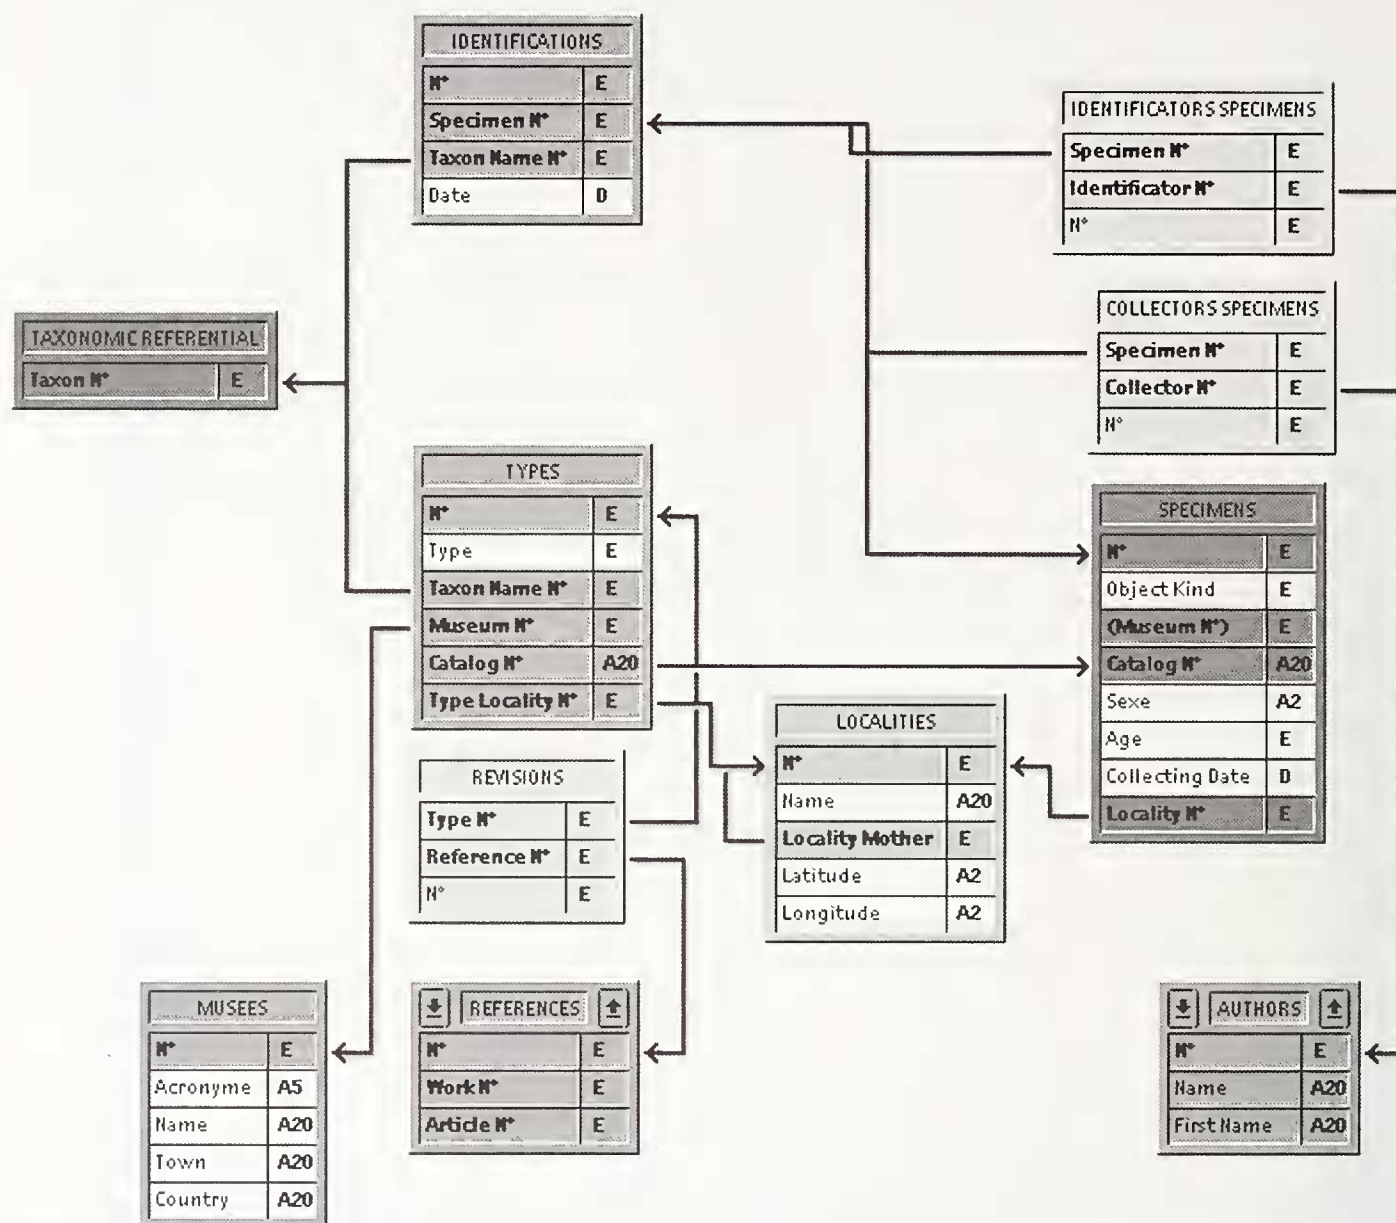 IDENTIFICATIONS
N° E
Specimen N° E
Taxon Name N° E
Date D
IDENTIFICATORS SPECIMENS
Specimen N° E
Identificator N° E
N° E
COLLECTORS SPECIMENS
Specimen N° E
Collector N° E
N° E
TAXONOMIC REFERENTIAL
Taxon N° E
TYPES
N° E
Type E
Taxon Name N° E
Museum N° E
Catalog N° A20
Type Locality N° E
SPECIMENS
N° E
Object Kind E
(Museum N°) E
Catalog N° A20
Sexe A2
Age E
Collecting Date D
Locality N° E
LOCALITIES
N° E
Name A20
Locality Mother E
Latitude A2
Longitude A2
REVISIONS
Type N° E
Reference N° E
N° E
MUSEES
N° E
Acronyme A5
Name A20
Town A20
Country A20
REFERENCES
N° E
Work N° E
Article N° E
AUTHORS
N° E
Name A20
First Name A20